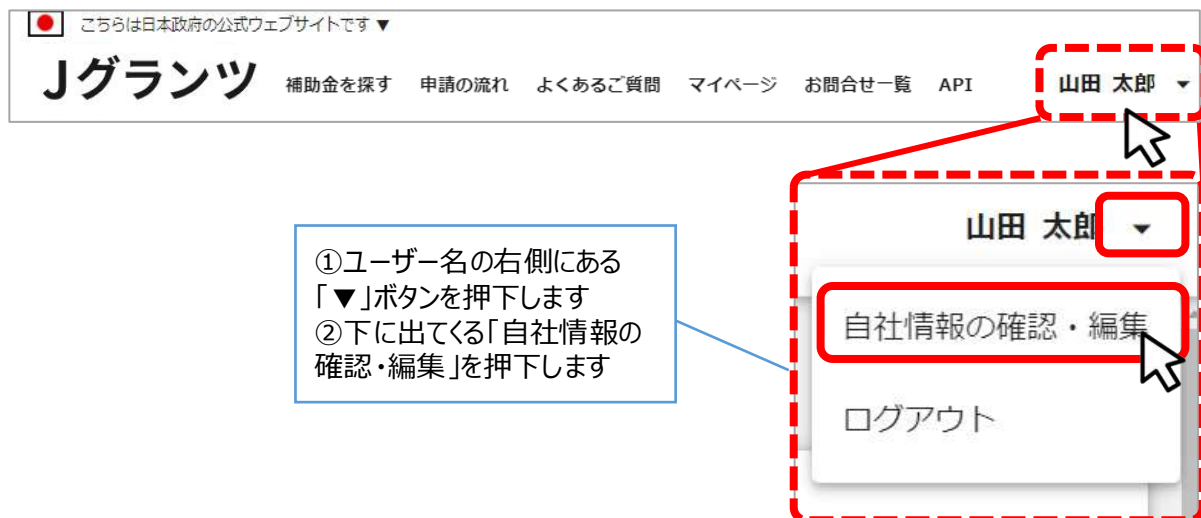 こちらは日本政府の公式ウェブサイトです ▼
Jグランツ 補助金を探す 申請の流れ よくあるご質問 マイページ お問合せ一覧 API 山田 太郎 ▼
山田 太郎 ▼
①ユーザー名の右側にある
「▼」ボタンを押下します
②下に出てくる「自社情報の
確認・編集」を押下します
自社情報の確認・編集
ログアウト